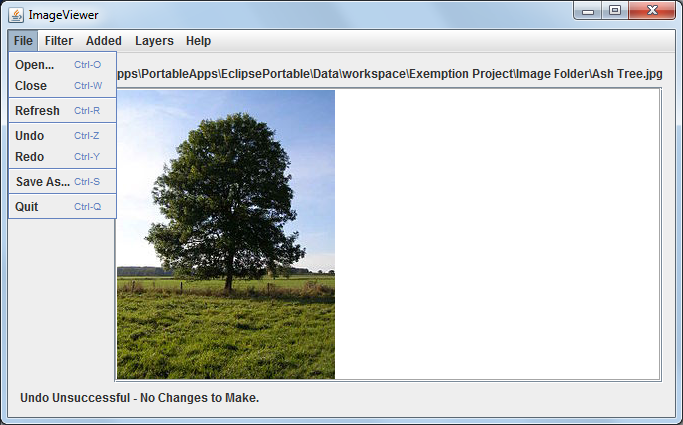 ImageViewer
File Filter Added Layers Help
pps\PortableApps\EclipsePortable\Data\workspace\Exemption Project\Image Folder\Ash Tree.jpg
Open... Ctrl-O
Close Ctrl-W
Refresh Ctrl-R
Undo Ctrl-Z
Redo Ctrl-Y
Save As... Ctrl-S
Quit Ctrl-Q
Undo Unsuccessful - No Changes to Make.